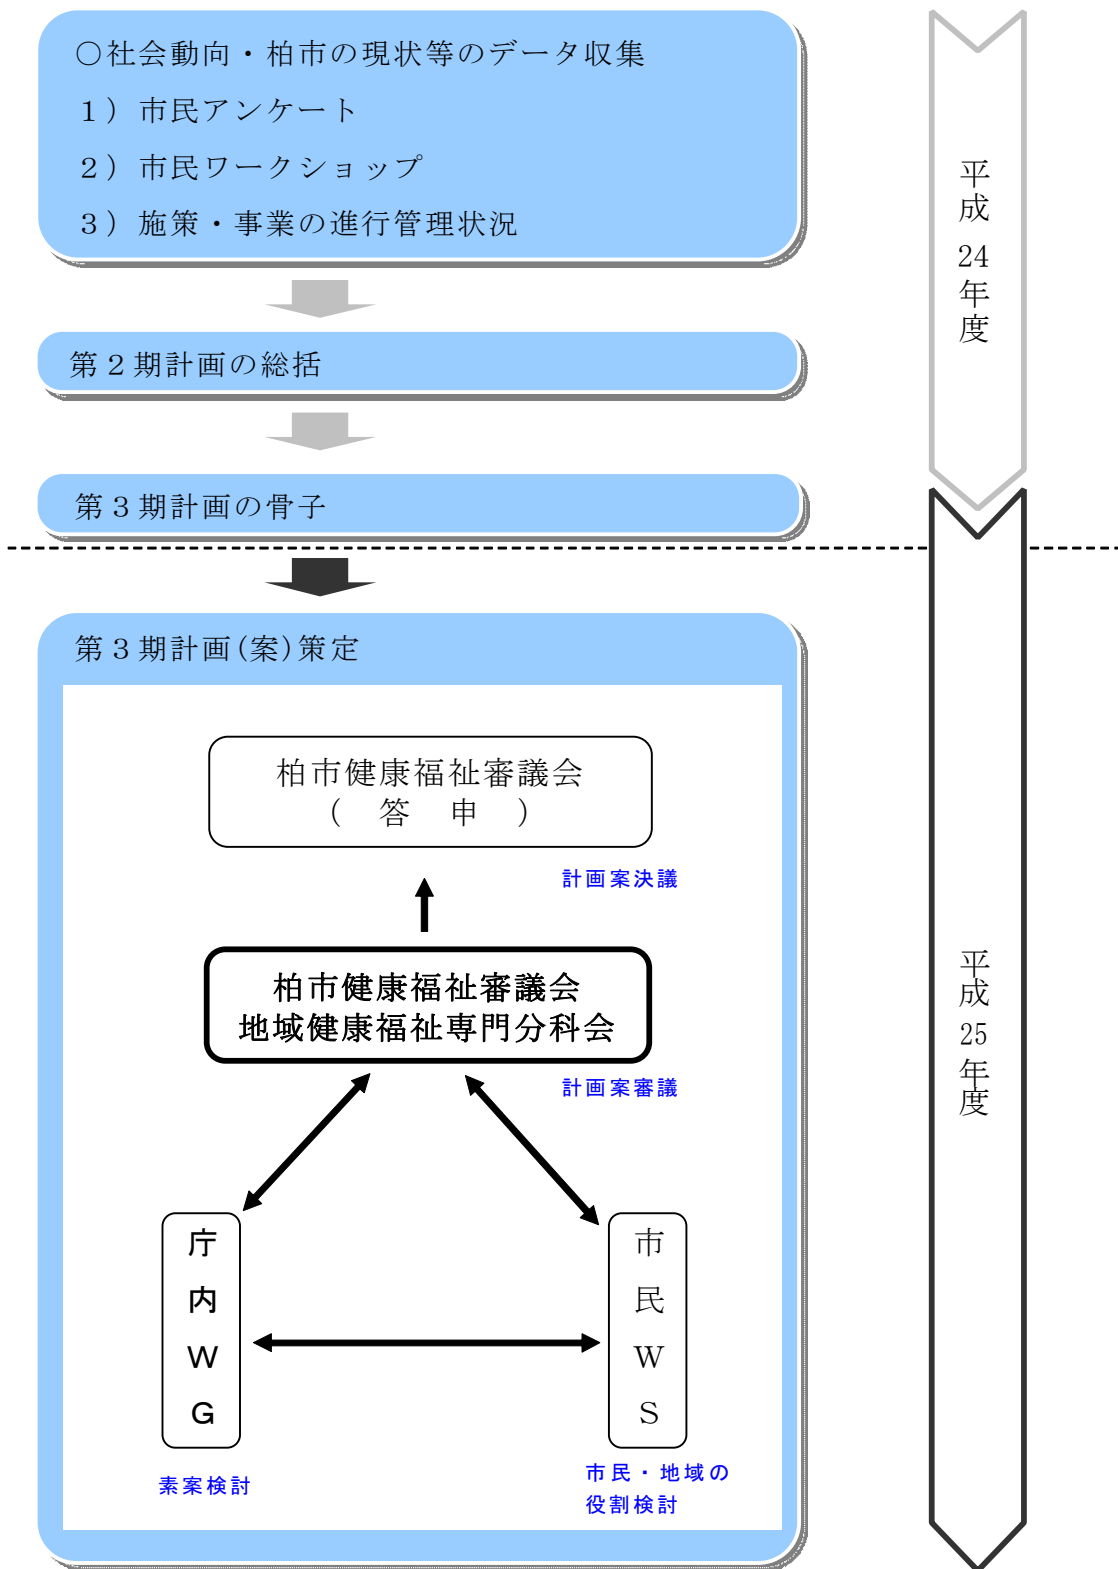 〇社会動向・柏市の現状等のデータ収集
１）市民アンケート
２）市民ワークショップ
３）施策・事業の進行管理状況
第２期計画の総括
第３期計画の骨子
平成24年度
第３期計画(案)策定
柏市健康福祉審議会
（　答　申　）
計画案決議
柏市健康福祉審議会
地域健康福祉専門分科会
計画案審議
庁内ＷＧ
市民ＷＳ
素案検討
市民・地域の
役割検討
平成25年度